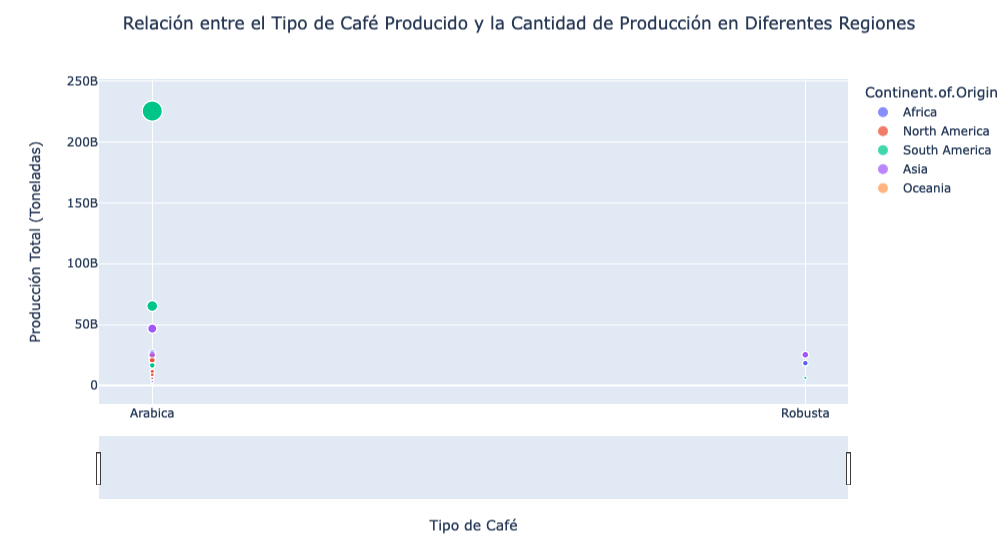 Relación entre el Tipo de Café Producido y la Cantidad de Producción en Diferentes Regiones
Producción Total (Toneladas)
250B
200B
150B
100B
50B
0
Arabica
Robusta
Tipo de Café
Continent.of.Origin
Africa
North America
South America
Asia
Oceania